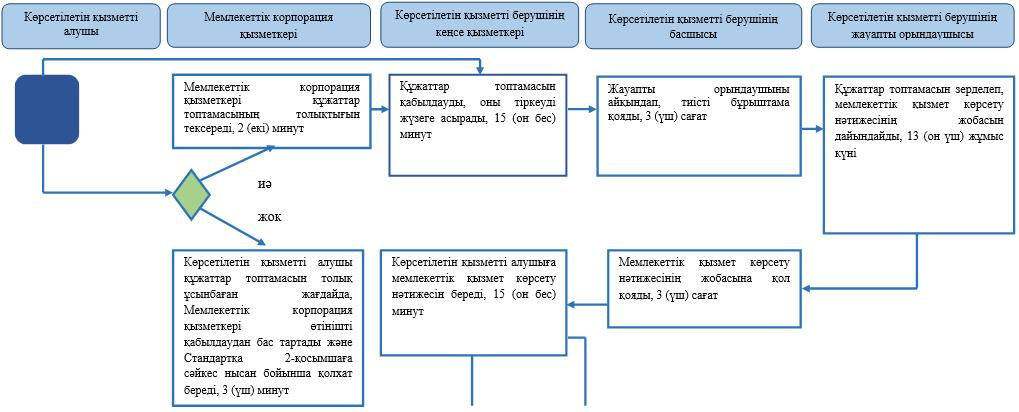 Көрсетілетін қызметті
алушы
Мемлекеттік корпорация
қызметкері
Көрсетілетін қызметті берушінің
кеңсе қызметкері
Көрсетілетін қызметті берушінің
басшысы
Көрсетілетін қызметті берушінің
жауапты орындаушысы
Мемлекеттік корпорация
қызметкері құжаттар
топтамасының толықтығын
тексереді, 2 (екі) минут
Құжаттар топтамасын
қабылдауды, оны тіркеуді
жүзеге асырады, 15 (он бес)
минут
Жауапты орындаушыны
айқындап, тиісті бұрыштама
қояды, 3 (үш) сағат
Құжаттар топтамасын зерделеп,
мемлекеттік қызмет көрсету
нәтижесінің жобасын
дайындайды, 13 (он үш) жұмыс
күні
иә
жок
Көрсетілетін қызметті алушы
құжаттар топтамасын толық
ұсынбаған жағдайда,
Мемлекеттік корпорация
қызметкері өтінішті
қабылдаудан бас тартады және
Стандартқа 2-қосымшаға
сәйкес нысан бойынша қолхат
береді, 3 (үш) минут
Көрсетілетін қызметті алушыға
мемлекеттік қызмет көрсету
нәтижесін береді, 15 (он бес)
минут
Мемлекеттік қызмет көрсету
нәтижесінің жобасына қол
қояды, 3 (үш) сағат